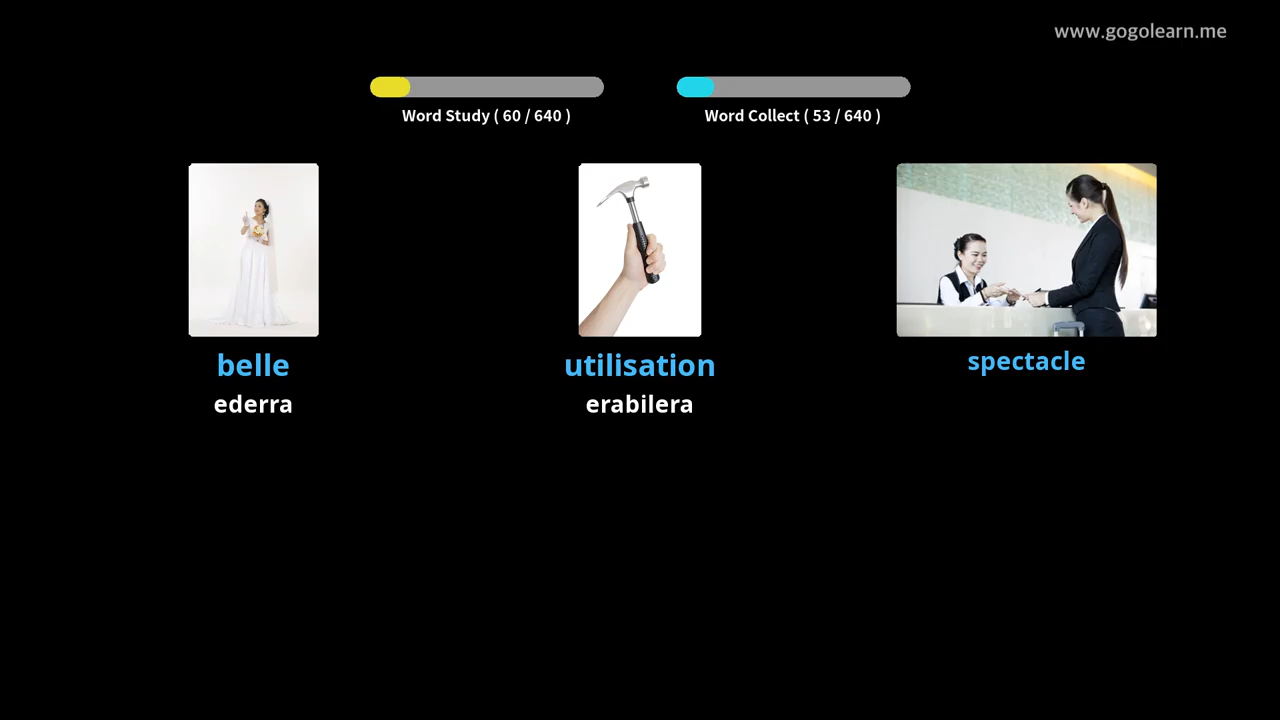 www.gogolearn.me
Word Study ( 60 / 640 )
Word Collect ( 53 / 640 )
belle
utilisation
spectacle
ederra
erabilera